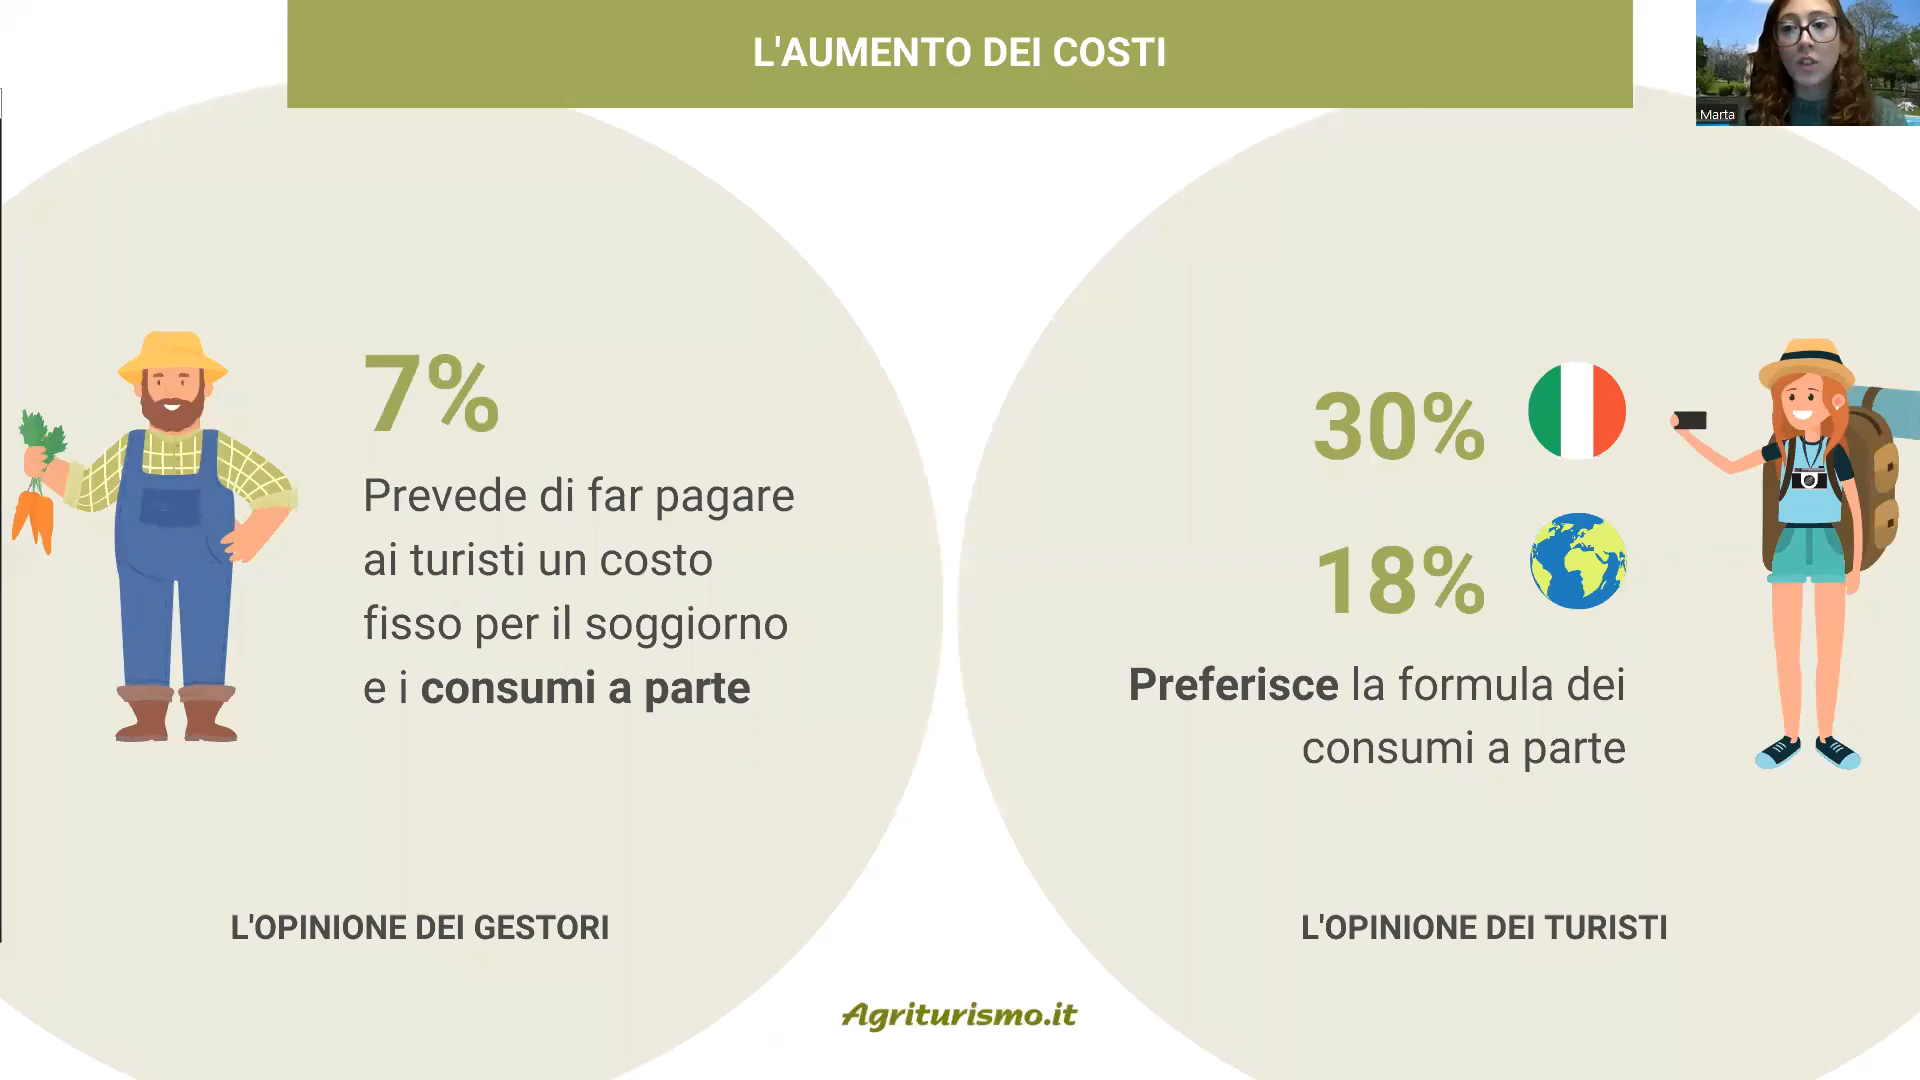 L'AUMENTO DEI COSTI
Marta
7%
Prevede di far pagare
ai turisti un costo
fisso per il soggiorno
e i consumi a parte
L'OPINIONE DEI GESTORI
30%
18%
Preferisce la formula dei
consumi a parte
L'OPINIONE DEI TURISTI
Agriturismo.it